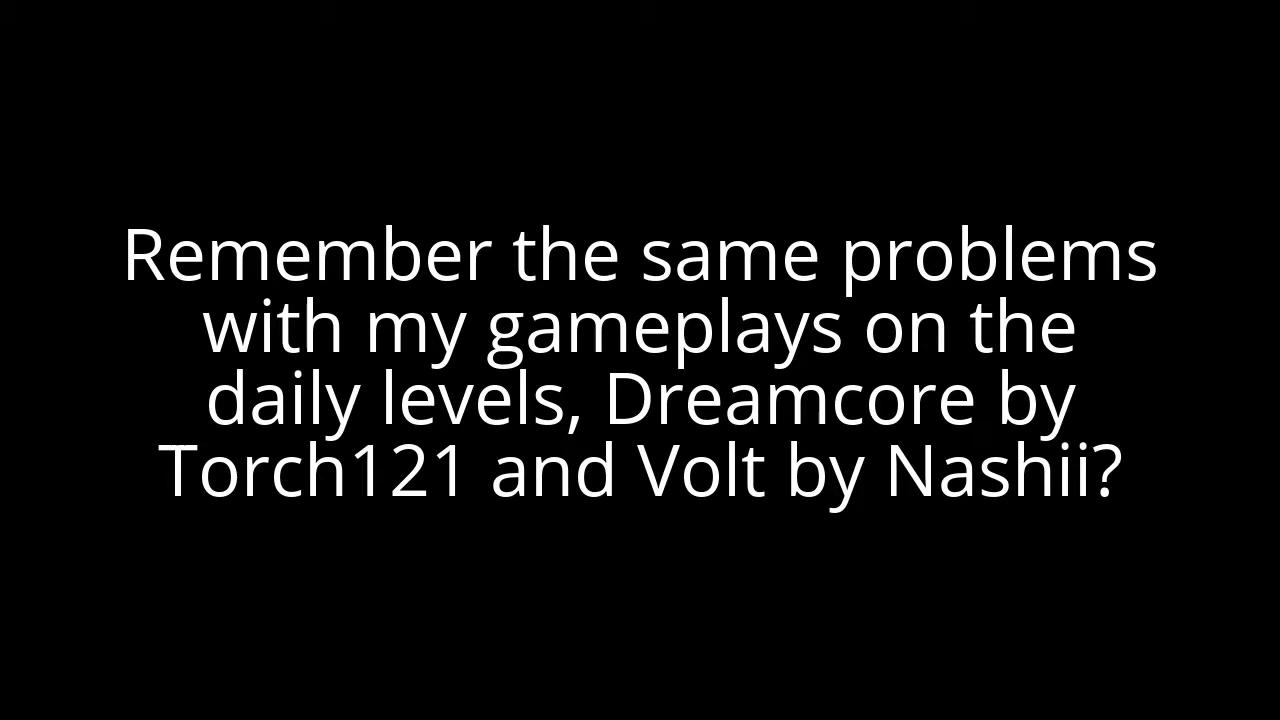 Remember the same problems
with my gameplays on the
daily levels, Dreamcore by
Torch121 and Volt by Nashii?